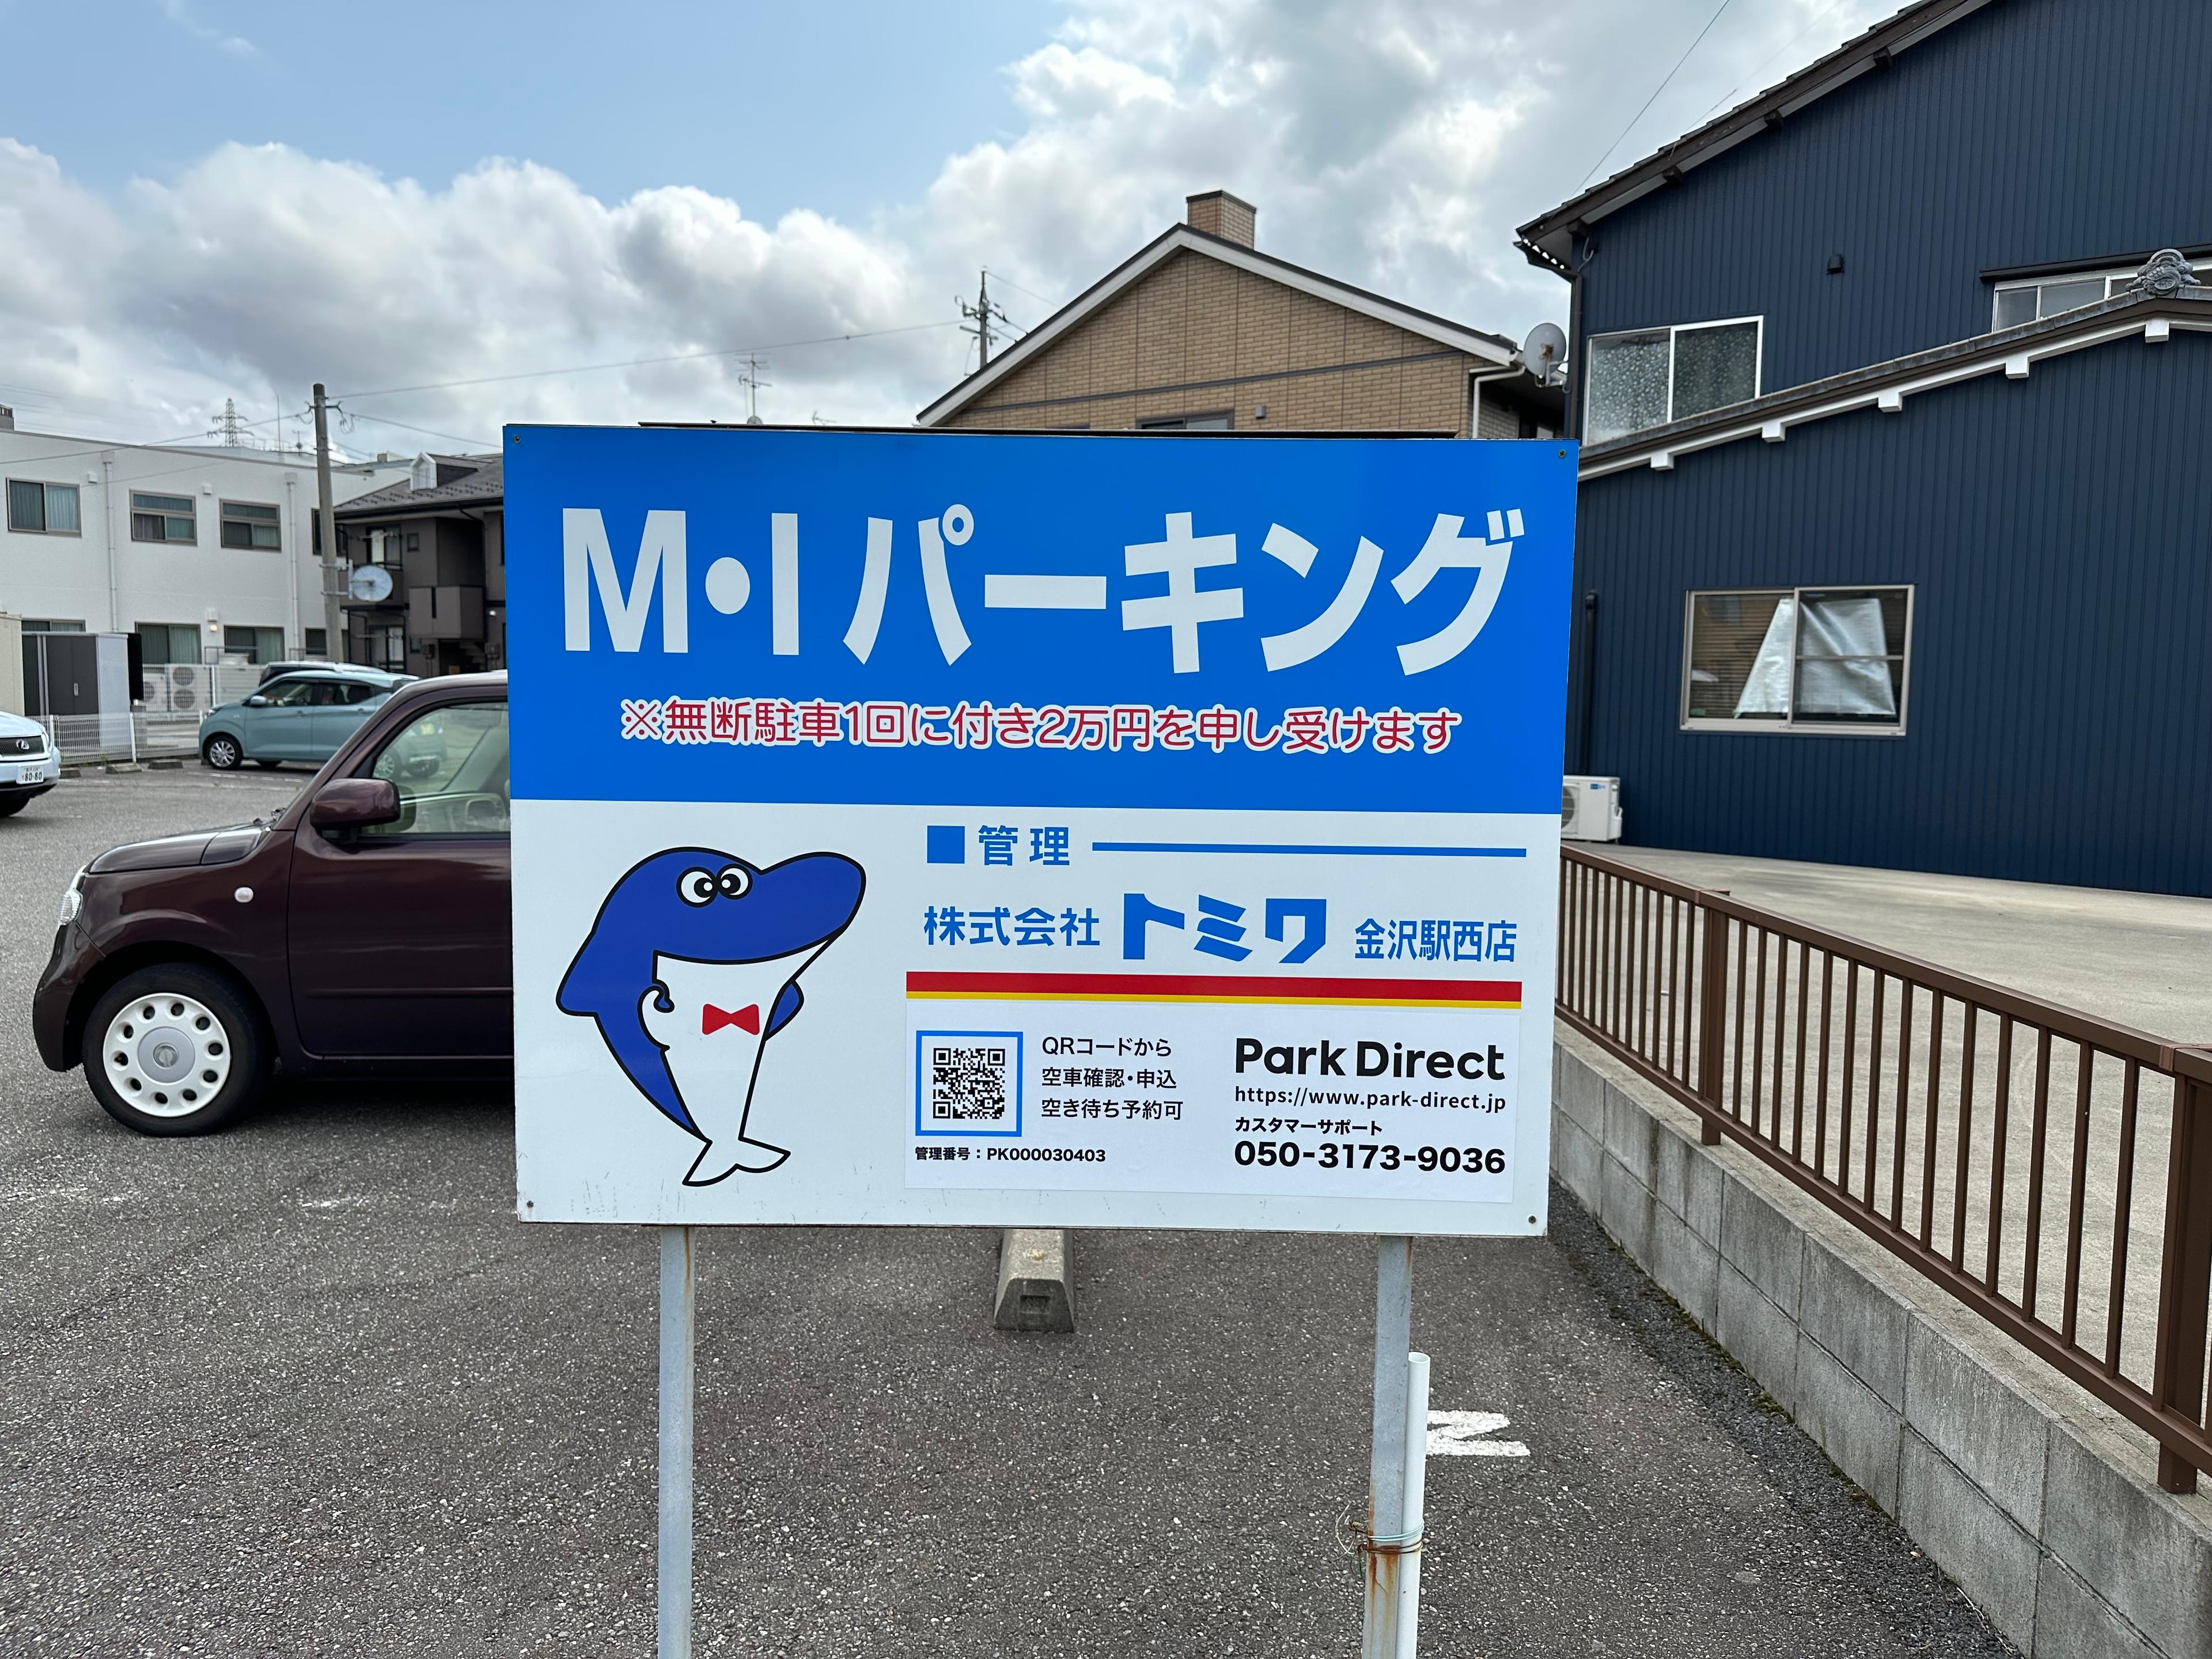 M・Iパーキング
※無断駐車1回に付き2万円を申し受けます
■管理
株式会社トミワ 金沢駅西店
QRコードから
空車確認・申込
空き待ち予約可
管理番号：PK000030403
Park Direct
https://www.park-direct.jp
カスタマーサポート
050-3173-9036
80-80